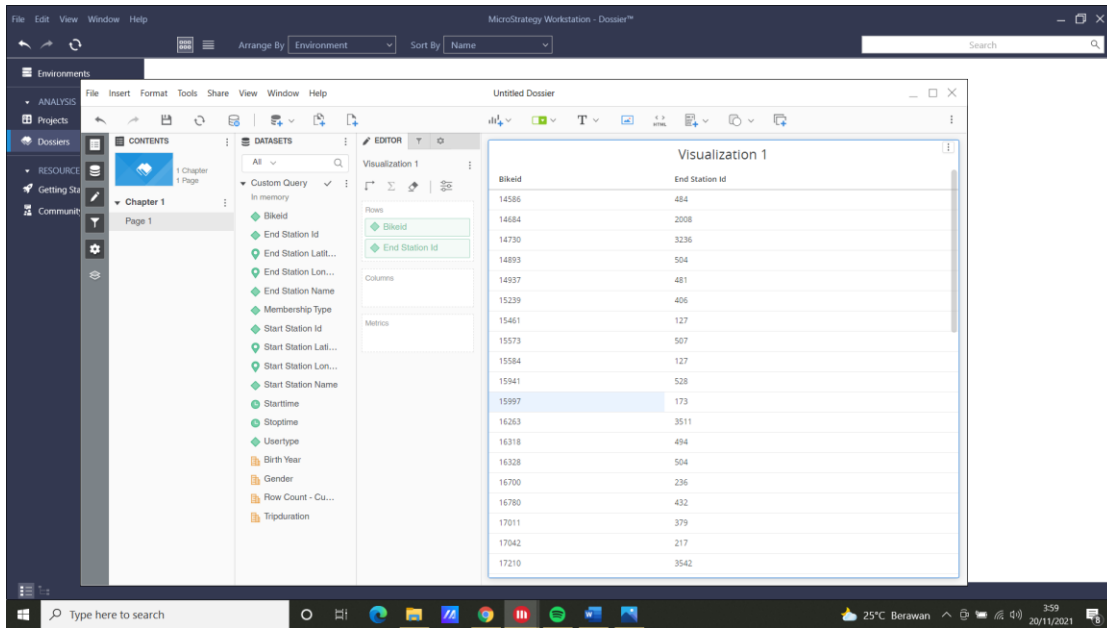 File Edit View Window Help
MicroStrategy Workstation - Dossier™
Arrange By Environment Sort By Name Search
Environments
ANALYSIS
Projects
Dossiers
RESOURCE
Getting Sta
Community
File Insert Format Tools Share View Window Help
Untitled Dossier
HTML
T
CONTENTS
1 Chapter
1 Page
Chapter 1
Page 1
DATASETS
All
Custom Query
In memory
Bikeid
End Station Id
End Station Latit...
End Station Lon...
End Station Name
Membership Type
Start Station Id
Start Station Lati...
Start Station Lon...
Start Station Name
Starttime
Stoptime
Usertype
Birth Year
Gender
Row Count - Cu...
Tripduration
EDITOR
Visualization 1
Rows
Bikeid
End Station Id
Columns
Metrics
Visualization 1
Bikeid End Station Id
14586 484
14684 2008
14730 3236
14893 504
14937 481
15239 406
15461 127
15573 507
15584 127
15941 528
15997 173
16263 3511
16318 494
16328 504
16700 236
16780 432
17011 379
17042 217
17210 3542
Type here to search
25°C Berawan
3:59
20/11/2021